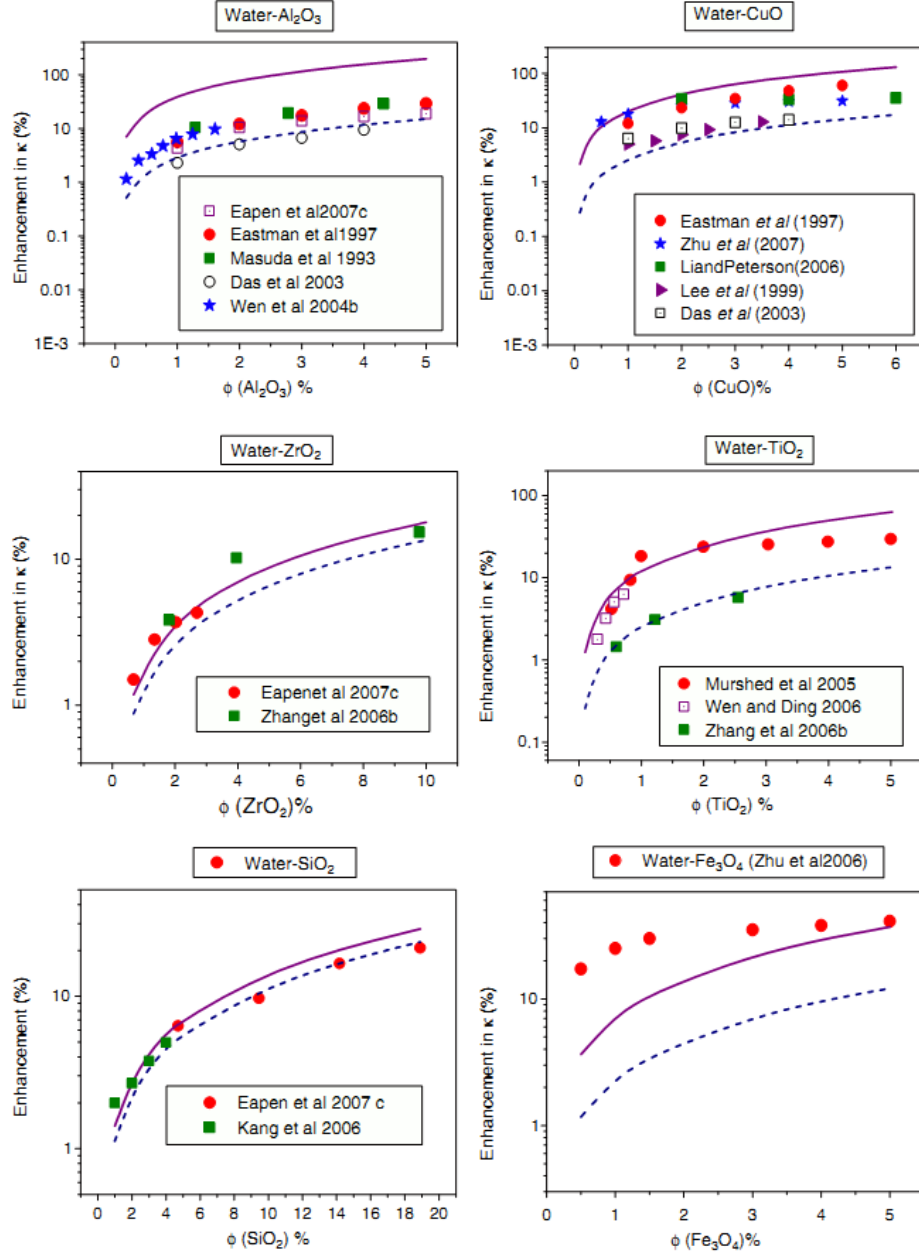 Water-Al₂O₃
Enhancement in κ (%)
100
10
1
0.1
0.01
1E-3
Eapen et al2007c
Eastman et al1997
Masuda et al 1993
Das et al 2003
Wen et al 2004b
0 1 2 3 4 5
ϕ (Al₂O₃) %
Water-CuO
Enhancement in κ (%)
100
10
1
0.1
0.01
1E-3
Eastman et al (1997)
Zhu et al (2007)
LiandPeterson(2006)
Lee et al (1999)
Das et al (2003)
0 1 2 3 4 5 6
ϕ (CuO)%
Water-ZrO₂
Enhancement in κ (%)
10
1
Eapenet al 2007c
Zhanget al 2006b
0 2 4 6 8 10
ϕ (ZrO₂)%
Water-TiO₂
Enhancement in κ (%)
100
10
1
0.1
Murshed et al 2005
Wen and Ding 2006
Zhang et al 2006b
0 1 2 3 4 5
ϕ (TiO₂) %
Water-SiO₂
Enhancement in κ (%)
10
1
Eapen et al 2007 c
Kang et al 2006
0 2 4 6 8 10 12 14 16 18 20
ϕ (SiO₂) %
Water-Fe₃O₄ (Zhu et al2006)
Enhancement in κ (%)
10
1
0 1 2 3 4 5
ϕ (Fe₃O₄)%